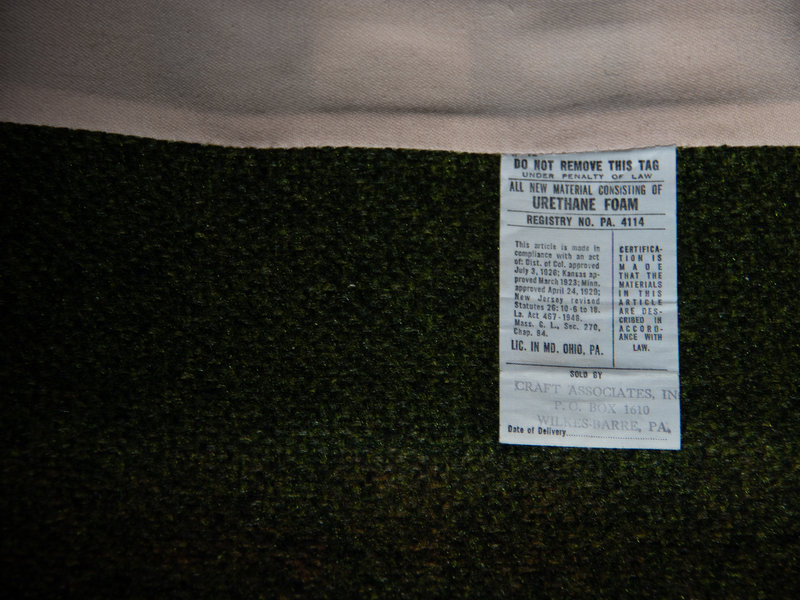 DO NOT REMOVE THIS TAG
UNDER PENALTY OF LAW
ALL NEW MATERIAL CONSISTING OF
URETHANE FOAM
REGISTRY NO. PA. 4114
This article is made in
compliance with an act
of: Dist. of Col. approved
July 3, 1926; Kansas ap-
proved March 1923; Minn.
approved April 24, 1929;
New Jersey revised
Statutes 26: 10-6 to 18.
La. Act 467-1948.
Mass. G. L., Sec. 270,
Chap. 94.
LIC. IN MD. OHIO, PA.
CERTIFICA-
TION IS
MADE
THAT THE
MATERIALS
IN THIS
ARTICLE
ARE DES-
CRIBED IN
ACCORD-
ANCE WITH
LAW.
SOLD BY
CRAFT ASSOCIATES, IN
P.O. BOX 1610
WILKES-BARRE, PA.
Date of Delivery